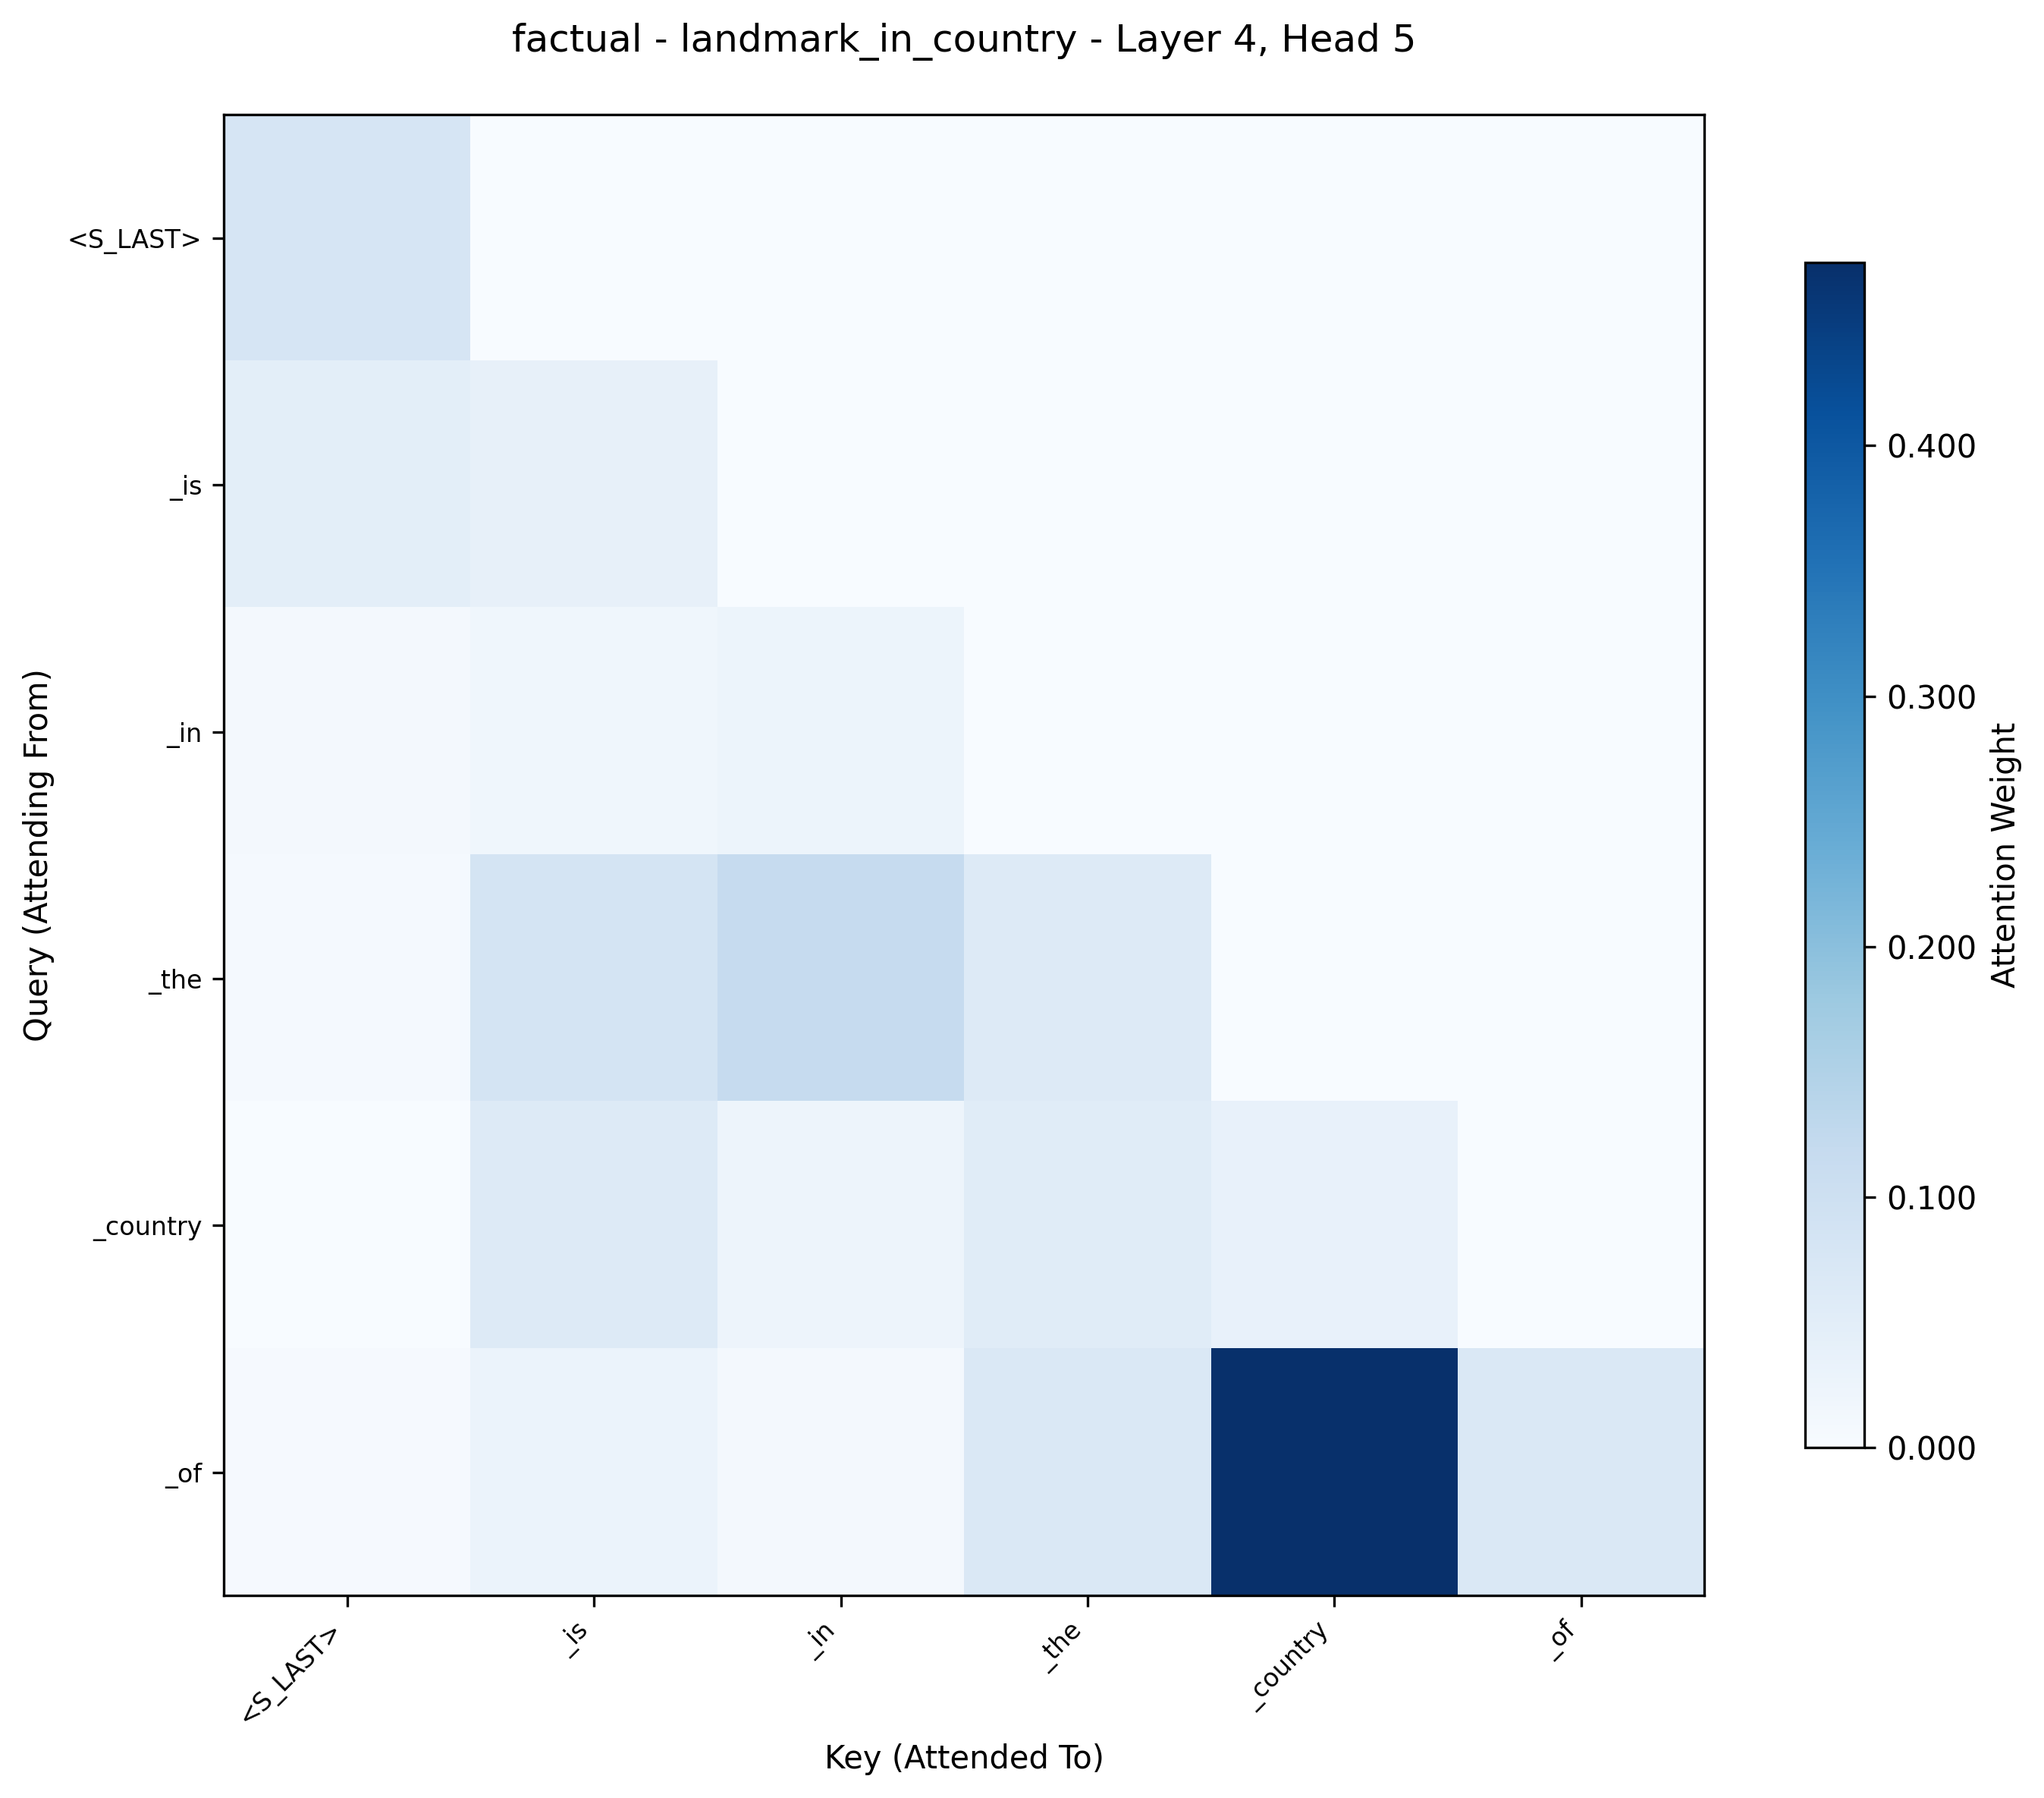 factual - landmark_in_country - Layer 4, Head 5
Query (Attending From)
<S_LAST>
_is
_in
_the
_country
_of
<S_LAST>
_is
_in
_the
_country
_of
Key (Attended To)
0.400
0.300
0.200
0.100
0.000
Attention Weight